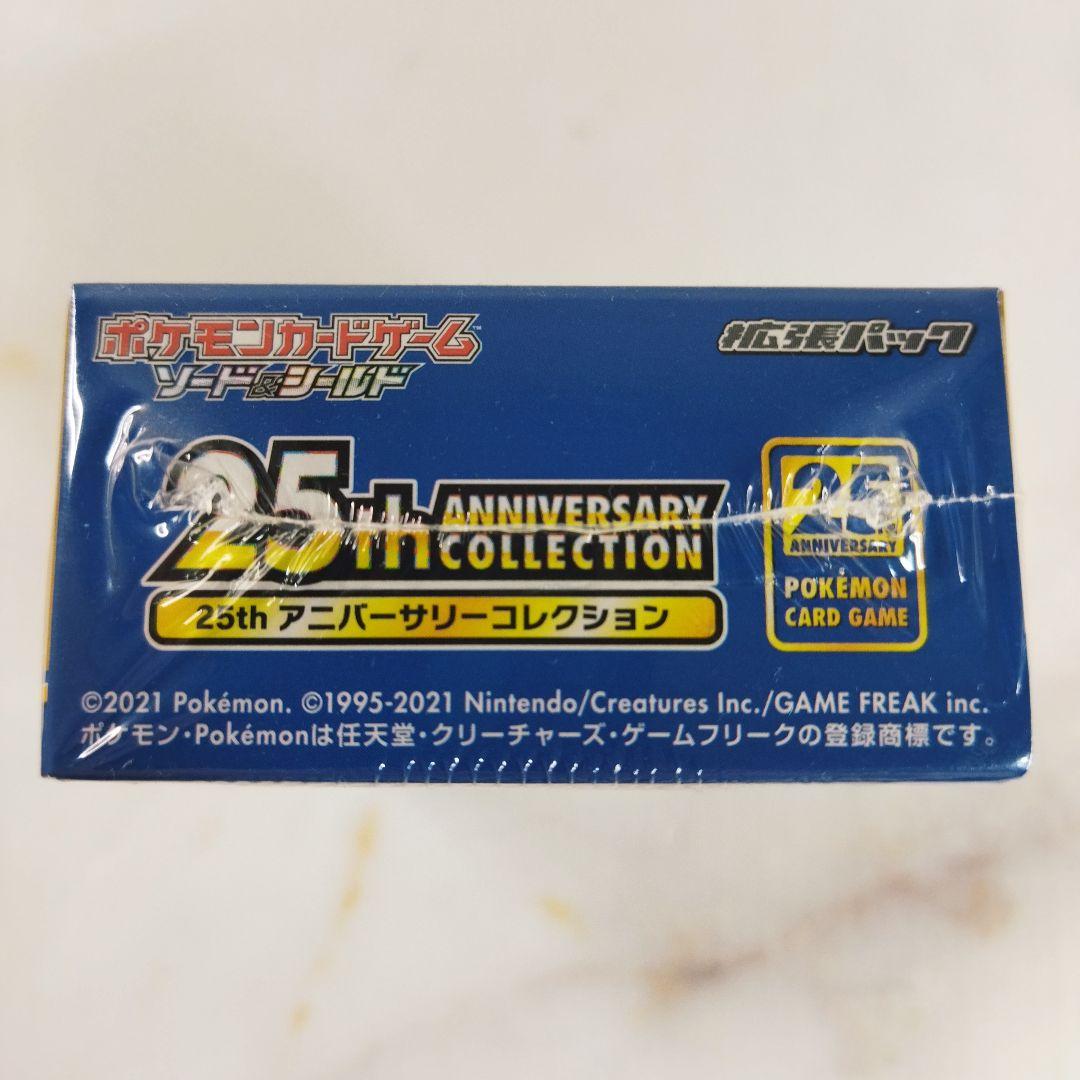 ポケモンカードゲーム™
ソード&シールド
拡張パック
25th ANNIVERSARY
COLLECTION
25th アニバーサリーコレクション
25
ANNIVERSARY
POKÉMON
CARD GAME
©2021 Pokémon. ©1995-2021 Nintendo/Creatures Inc./GAME FREAK inc.
ポケモン・Pokémonは任天堂・クリーチャーズ・ゲームフリークの登録商標です。